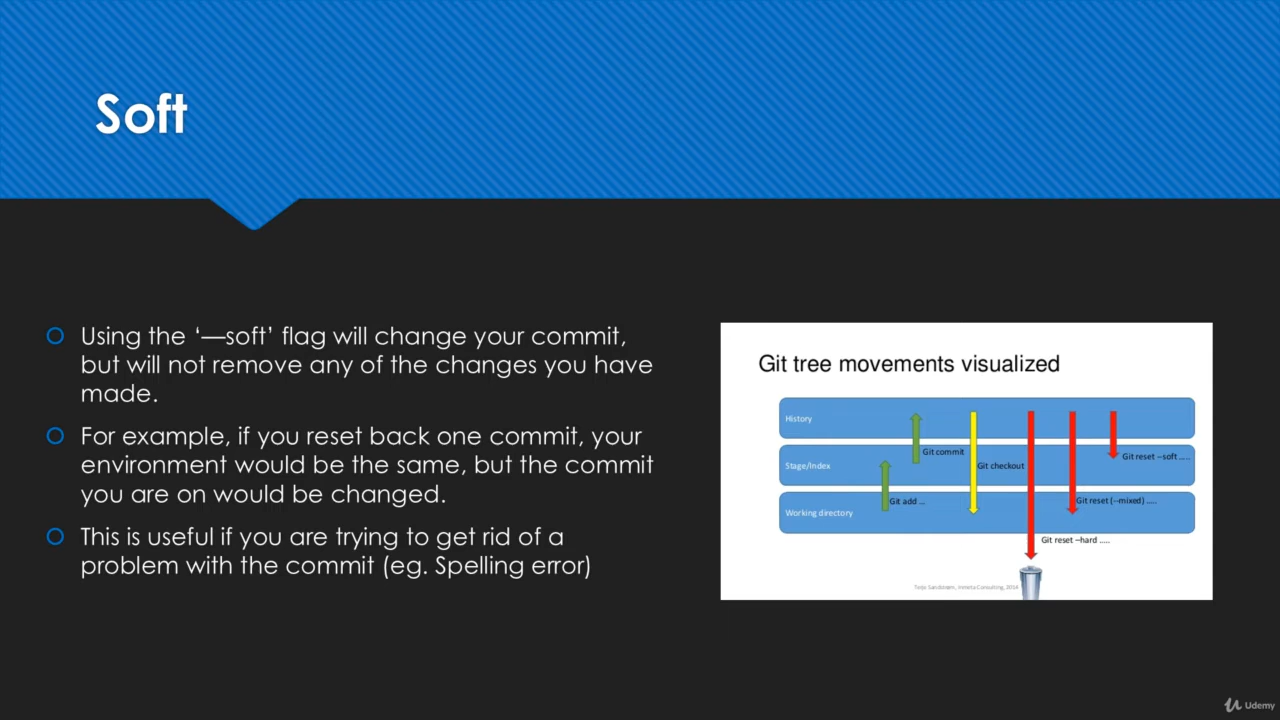 Soft
Using the ‘—soft’ flag will change your commit,
but will not remove any of the changes you have
made.
For example, if you reset back one commit, your
environment would be the same, but the commit
you are on would be changed.
This is useful if you are trying to get rid of a
problem with the commit (eg. Spelling error)
Git tree movements visualized
History
Git commit
Git reset –soft .....
Stage/Index
Git checkout
Git add ...
Git reset (--mixed) .....
Working directory
Git reset –hard .....
Consulting, 2014
Udemy